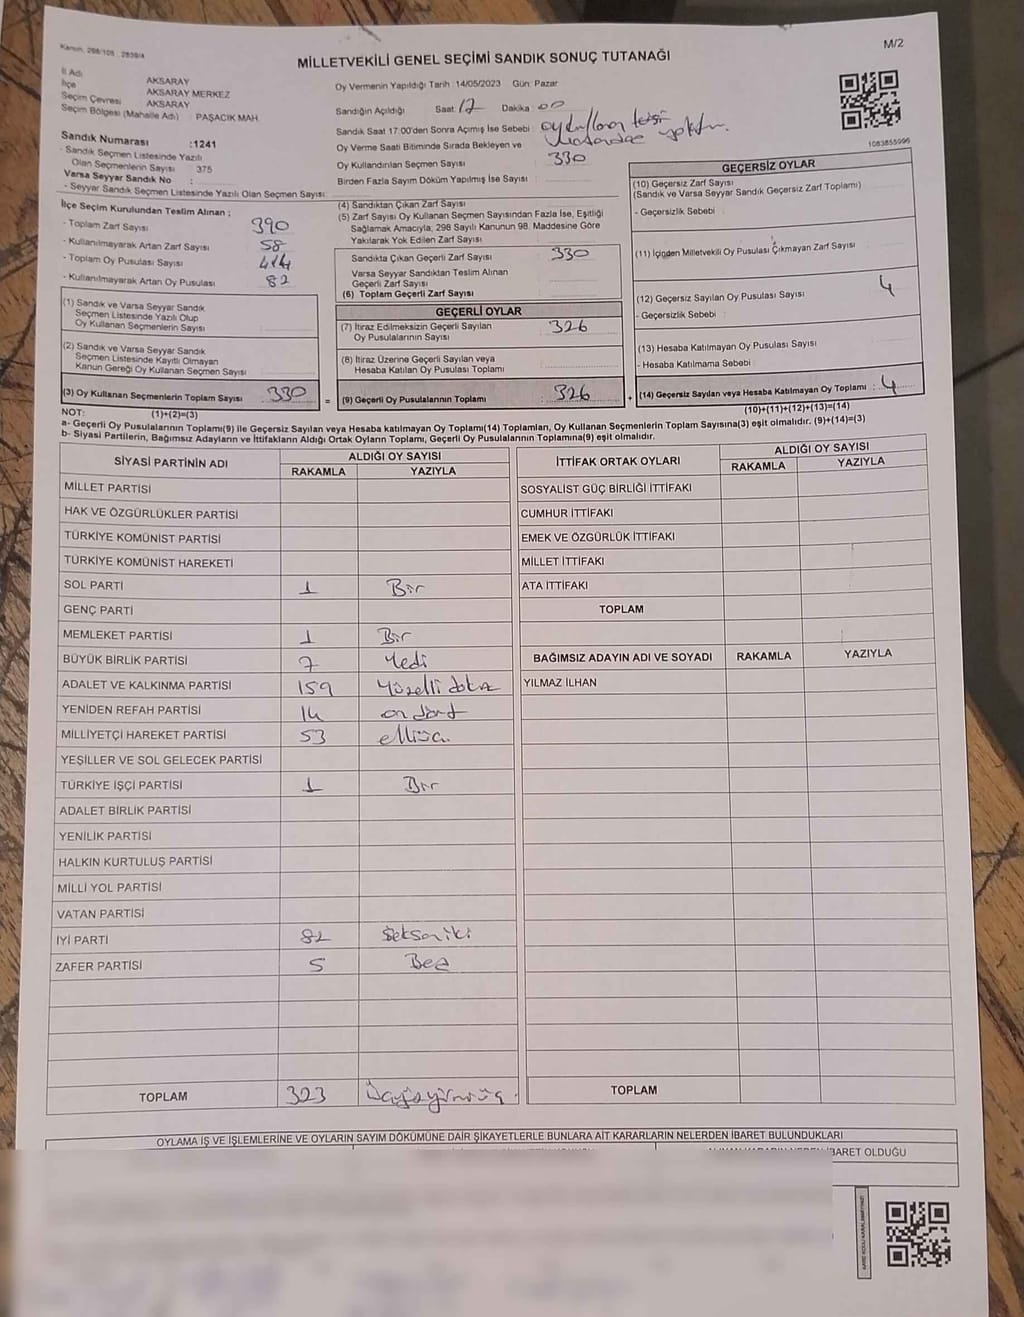 Kanun, 298/105 , 2839/4
M/2
MİLLETVEKİLİ GENEL SEÇİMİ SANDIK SONUÇ TUTANAĞI
İl Adı AKSARAY
İlçe AKSARAY MERKEZ
Seçim Çevresi AKSARAY
Seçim Bölgesi (Mahalle Adı) : PAŞACIK MAH.
Sandık Numarası :1241
- Sandık Seçmen Listesinde Yazılı
Olan Seçmenlerin Sayısı : 375
Varsa Seyyar Sandık No :
- Seyyar Sandık Seçmen Listesinde Yazılı Olan Seçmen Sayısı :
Oy Vermenin Yapıldığı Tarih :14/05/2023 Gün: Pazar
Sandığın Açıldığı Saat: 17 Dakika : 00
Sandık Saat 17:00'den Sonra Açılmış İse Sebebi :
Oy Verme Saati Bitiminde Sırada Bekleyen ve
Oy Kullandırılan Seçmen Sayısı : 330
Birden Fazla Sayım Döküm Yapılmış İse Sayısı :
1083855996
İlçe Seçim Kurulundan Teslim Alınan ;
- Toplam Zarf Sayısı 390
- Kullanılmayarak Artan Zarf Sayısı 58
- Toplam Oy Pusulası Sayısı 414
- Kullanılmayarak Artan Oy Pusulası 82
(1) Sandık ve Varsa Seyyar Sandık
Seçmen Listesinde Yazılı Olup
Oy Kullanan Seçmenlerin Sayısı :
(2) Sandık ve Varsa Seyyar Sandık
Seçmen Listesinde Kayıtlı Olmayan
Kanun Gereği Oy Kullanan Seçmen Sayısı :
(3) Oy Kullanan Seçmenlerin Toplam Sayısı : 330
(4) Sandıktan Çıkan Zarf Sayısı :
(5) Zarf Sayısı Oy Kullanan Seçmen Sayısından Fazla İse, Eşitliği
Sağlamak Amacıyla, 298 Sayılı Kanunun 98. Maddesine Göre
Yakılarak Yok Edilen Zarf Sayısı :
Sandıkta Çıkan Geçerli Zarf Sayısı : 330
Varsa Seyyar Sandıktan Teslim Alınan
Geçerli Zarf Sayısı :
(6) Toplam Geçerli Zarf Sayısı :
GEÇERLİ OYLAR
(7) İtiraz Edilmeksizin Geçerli Sayılan
Oy Pusulalarının Sayısı : 326
(8) İtiraz Üzerine Geçerli Sayılan veya
Hesaba Katılan Oy Pusulası Toplamı :
= (9) Geçerli Oy Pusulalarının Toplamı : 326 +
GEÇERSİZ OYLAR
(10) Geçersiz Zarf Sayısı
(Sandık ve Varsa Seyyar Sandık Geçersiz Zarf Toplamı) :
- Geçersizlik Sebebi :
(11) İçinden Milletvekili Oy Pusulası Çıkmayan Zarf Sayısı :
(12) Geçersiz Sayılan Oy Pusulası Sayısı : 4
- Geçersizlik Sebebi :
(13) Hesaba Katılmayan Oy Pusulası Sayısı :
- Hesaba Katılmama Sebebi :
(14) Geçersiz Sayılan veya Hesaba Katılmayan Oy Toplamı : 4
(10)+(11)+(12)+(13)=(14)
NOT: (1)+(2)=(3)
a- Geçerli Oy Pusulalarının Toplamı(9) ile Geçersiz Sayılan veya Hesaba katılmayan Oy Toplamı(14) Toplamları, Oy Kullanan Seçmenlerin Toplam Sayısına(3) eşit olmalıdır. (9)+(14)=(3)
b- Siyasi Partilerin, Bağımsız Adayların ve İttifakların Aldığı Ortak Oyların Toplamı, Geçerli Oy Pusulalarının Toplamına(9) eşit olmalıdır.
SİYASİ PARTİNİN ADI ALDIĞI OY SAYISI
RAKAMLA YAZIYLA
MİLLET PARTİSİ
HAK VE ÖZGÜRLÜKLER PARTİSİ
TÜRKİYE KOMÜNİST PARTİSİ
TÜRKİYE KOMÜNİST HAREKETİ
SOL PARTİ 1 Bir
GENÇ PARTİ
MEMLEKET PARTİSİ 1 Bir
BÜYÜK BİRLİK PARTİSİ 7 Yedi
ADALET VE KALKINMA PARTİSİ 159 Yüzelli dokuz
YENİDEN REFAH PARTİSİ 14 on dört
MİLLİYETÇİ HAREKET PARTİSİ 53 elliüç
YEŞİLLER VE SOL GELECEK PARTİSİ
TÜRKİYE İŞÇİ PARTİSİ 1 Bir
ADALET BİRLİK PARTİSİ
YENİLİK PARTİSİ
HALKIN KURTULUŞ PARTİSİ
MİLLİ YOL PARTİSİ
VATAN PARTİSİ
İYİ PARTİ 82 Seksen iki
ZAFER PARTİSİ 5 Beş
TOPLAM 323 Üçyüzyirmiüç
İTTİFAK ORTAK OYLARI ALDIĞI OY SAYISI
RAKAMLA YAZIYLA
SOSYALİST GÜÇ BİRLİĞİ İTTİFAKI
CUMHUR İTTİFAKI
EMEK VE ÖZGÜRLÜK İTTİFAKI
MİLLET İTTİFAKI
ATA İTTİFAKI
TOPLAM
BAĞIMSIZ ADAYIN ADI VE SOYADI RAKAMLA YAZIYLA
YILMAZ İLHAN
TOPLAM
OYLAMA İŞ VE İŞLEMLERİNE VE OYLARIN SAYIM DÖKÜMÜNE DAİR ŞİKAYETLERLE BUNLARA AİT KARARLARIN NELERDEN İBARET BULUNDUKLARI
İBARET OLDUĞU